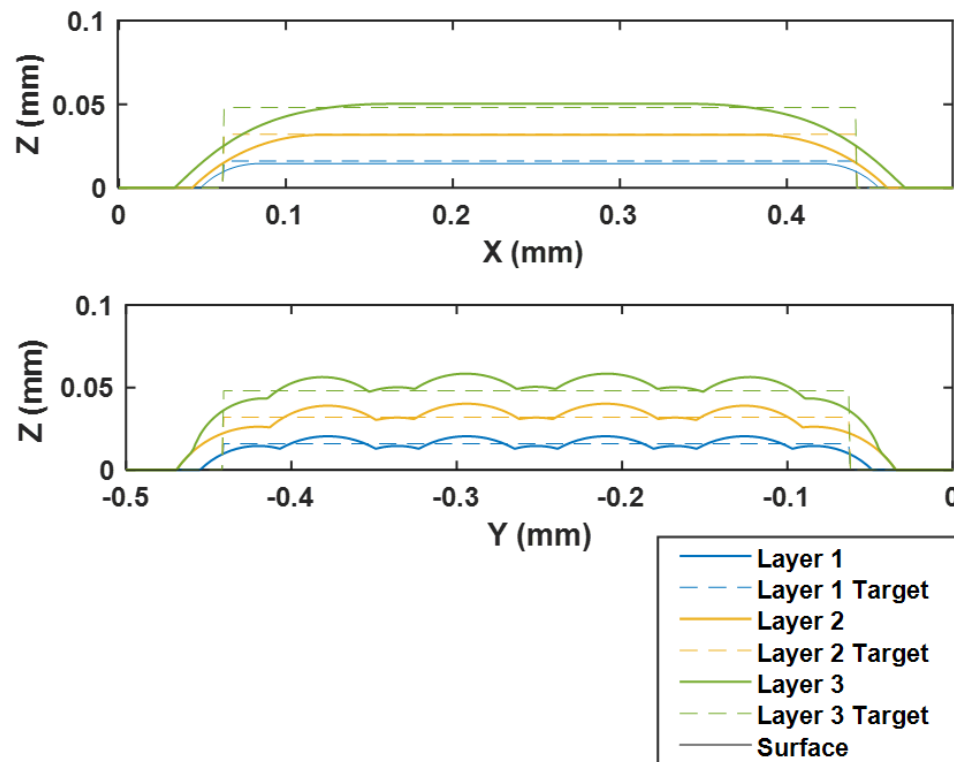 0.1
0.05
0
Z (mm)
0 0.1 0.2 0.3 0.4
X (mm)
0.1
0.05
0
Z (mm)
-0.5 -0.4 -0.3 -0.2 -0.1 0
Y (mm)
Layer 1
Layer 1 Target
Layer 2
Layer 2 Target
Layer 3
Layer 3 Target
Surface